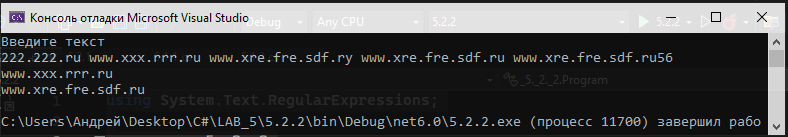 Консоль отладки Microsoft Visual Studio
Debug Any CPU 5.2.2
Введите текст
222.222.ru www.xxx.rrr.ru www.xre.fre.sdf.ry www.xre.fre.sdf.ru www.xre.fre.sdf.ru56
www.xxx.rrr.ru
5_2_2.Program
www.xre.fre.sdf.ru
1 using System.Text.RegularExpressions;
C:\Users\Андрей\Desktop\C#\LAB_5\5.2.2\bin\Debug\net6.0\5.2.2.exe (процесс 11700) завершил рабо